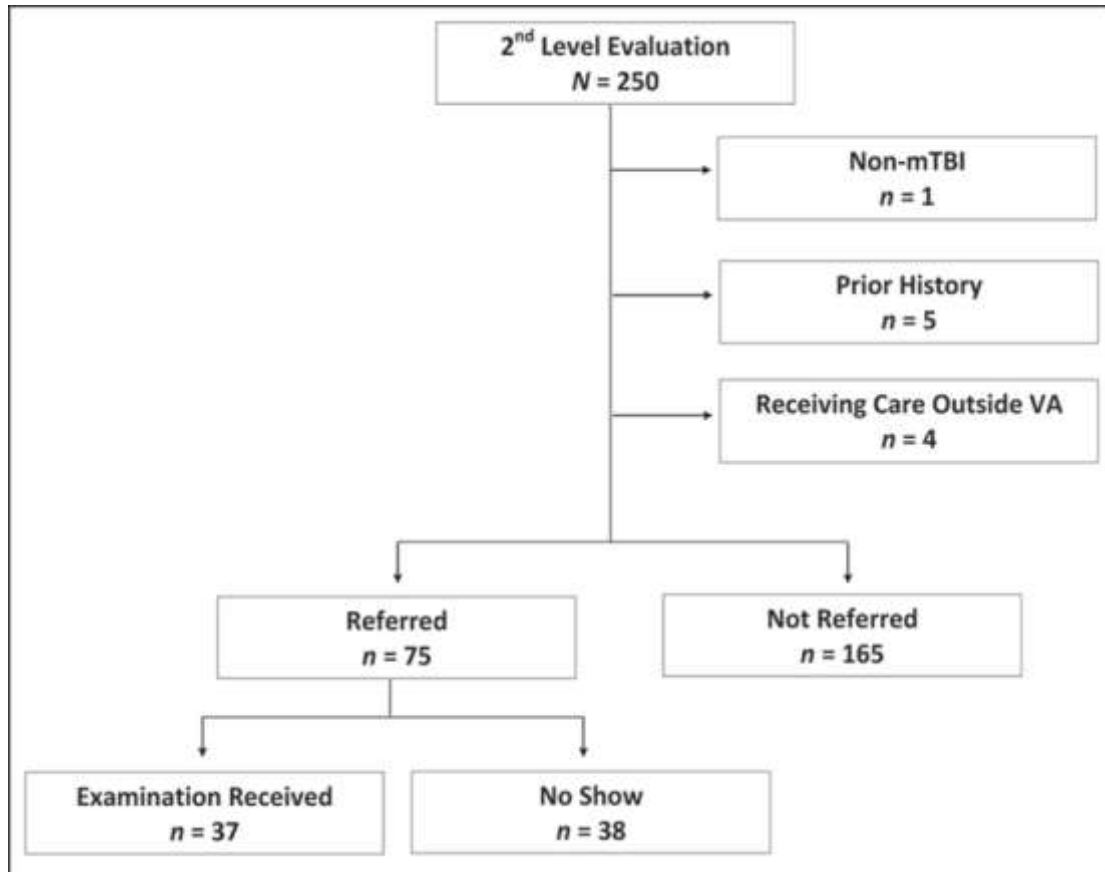 2nd Level Evaluation
N = 250
Non-mTBI
n = 1
Prior History
n = 5
Receiving Care Outside VA
n = 4
Referred
n = 75
Not Referred
n = 165
Examination Received
n = 37
No Show
n = 38